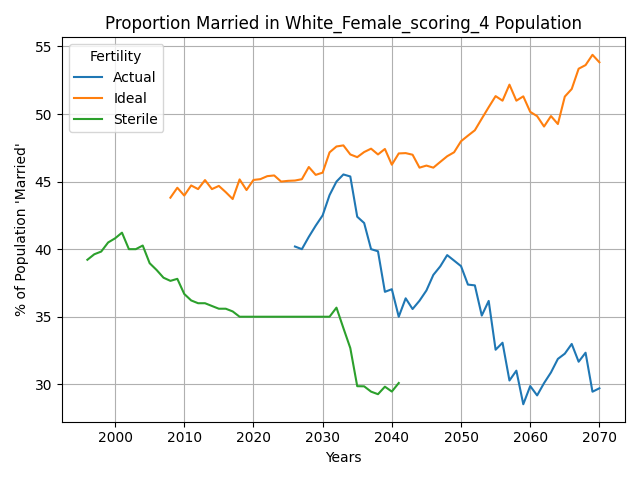 Proportion Married in White_Female_scoring_4 Population
% of Population 'Married'
55
50
45
40
35
30
Fertility
Actual
Ideal
Sterile
2000 2010 2020 2030 2040 2050 2060 2070
Years